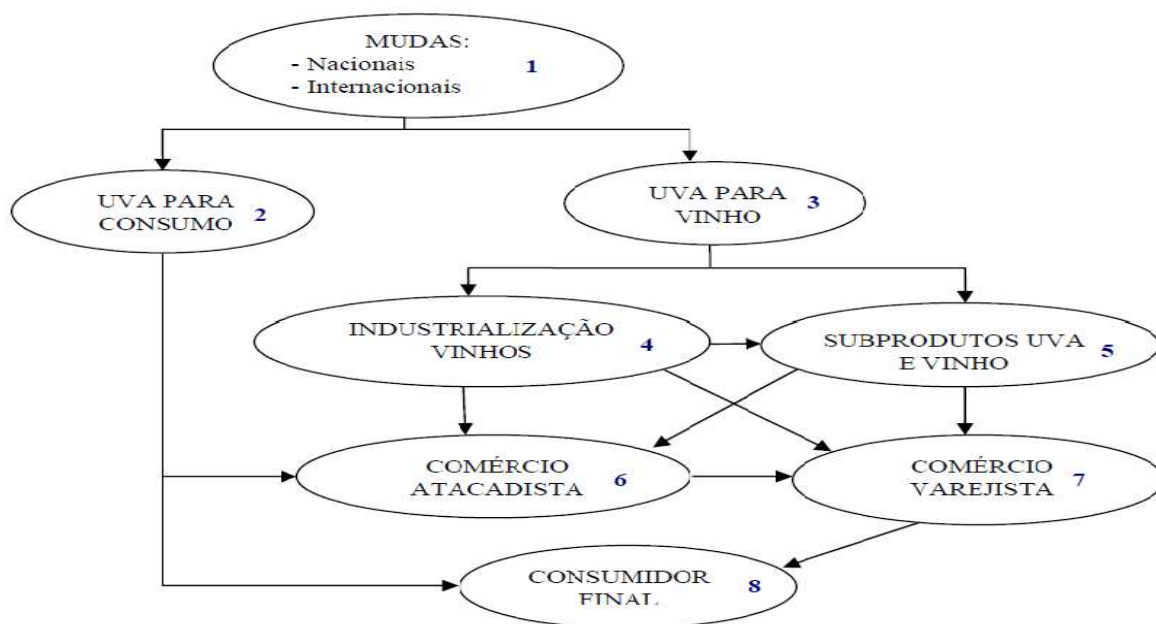 MUDAS:
- Nacionais 1
- Internacionais
UVA PARA
CONSUMO 2
UVA PARA
VINHO 3
INDUSTRIALIZAÇÃO
VINHOS 4
SUBPRODUTOS UVA
E VINHO 5
COMÉRCIO
ATACADISTA 6
COMÉRCIO
VAREJISTA 7
CONSUMIDOR
FINAL 8